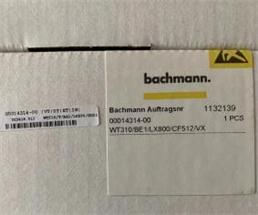 bachmann.
Bachmann Auftragsnr 1132139
00014314-00 1 PCS
WT310/BE1/LX800/CF512/VX
00014314-00